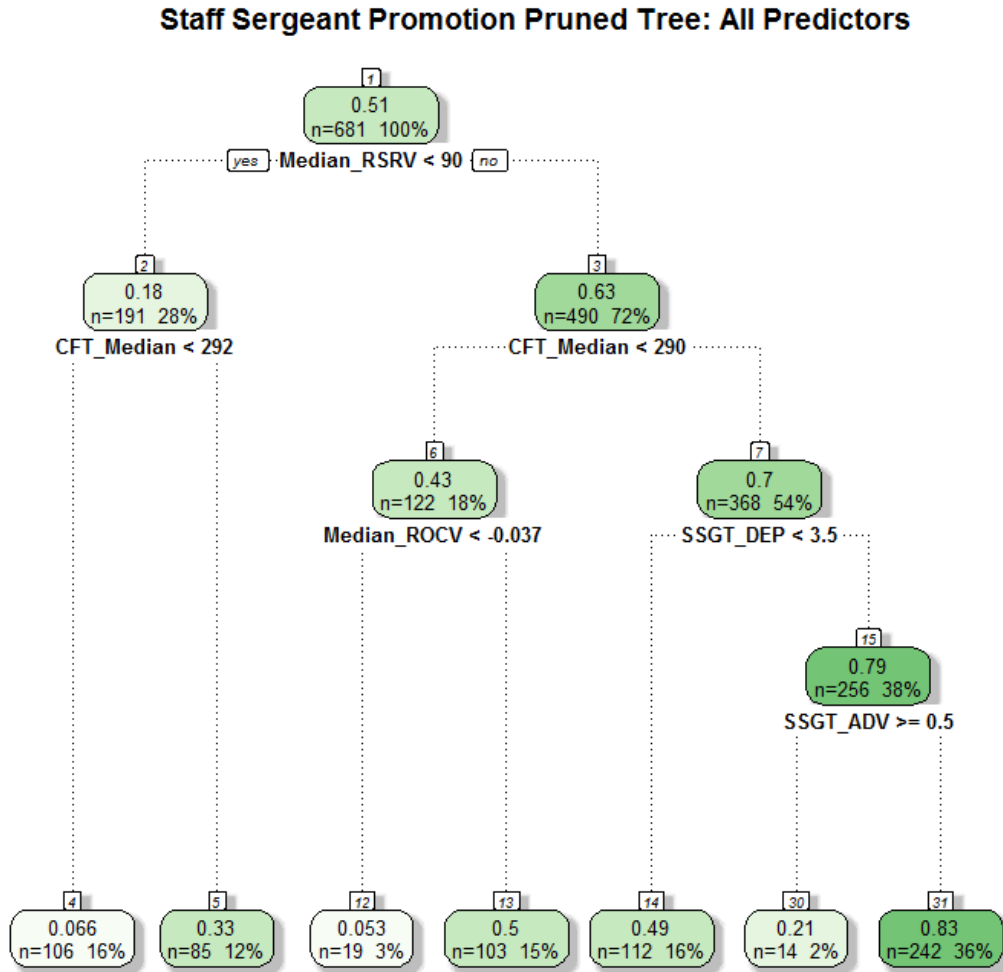 Staff Sergeant Promotion Pruned Tree: All Predictors
1
0.51
n=681 100%
yes Median_RSRV < 90 no
2
0.18
n=191 28%
CFT_Median < 292
3
0.63
n=490 72%
CFT_Median < 290
6
0.43
n=122 18%
Median_ROCV < -0.037
7
0.7
n=368 54%
SSGT_DEP < 3.5
15
0.79
n=256 38%
SSGT_ADV >= 0.5
4
0.066
n=106 16%
5
0.33
n=85 12%
12
0.053
n=19 3%
13
0.5
n=103 15%
14
0.49
n=112 16%
30
0.21
n=14 2%
31
0.83
n=242 36%